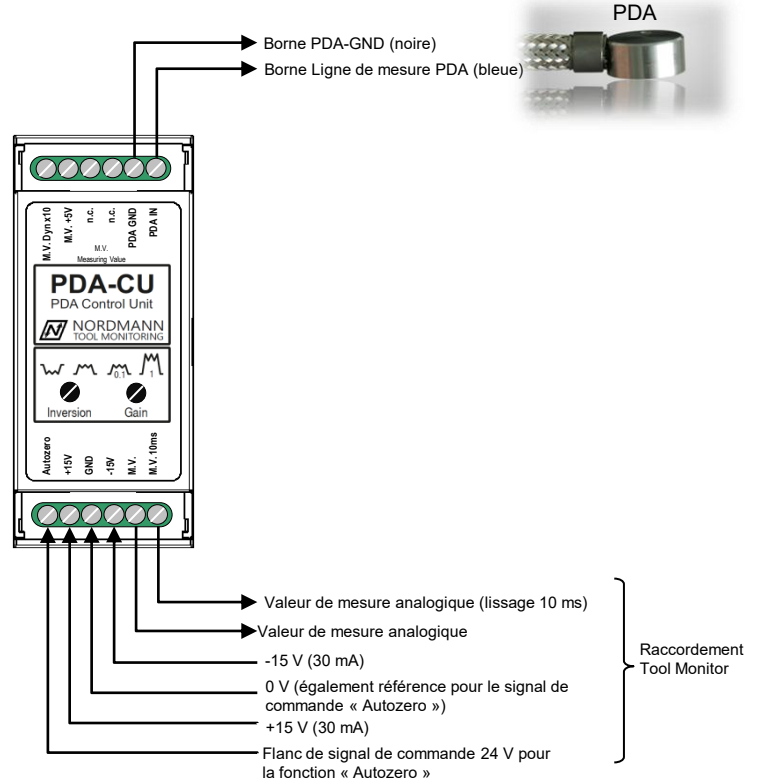 PDA
Borne PDA-GND (noire)
Borne Ligne de mesure PDA (bleue)
M.V. Dyn x10
M.V. +5V
n.c.
n.c.
PDA GND
PDA IN
M.V.
Measuring Value
PDA-CU
PDA Control Unit
NORDMANN
TOOL MONITORING
0.1
1
Inversion
Gain
Autozero
+15V
GND
-15V
M.V.
M.V. 10ms
Valeur de mesure analogique (lissage 10 ms)
Valeur de mesure analogique
-15 V (30 mA)
0 V (également référence pour le signal de
commande « Autozero »)
+15 V (30 mA)
Flanc de signal de commande 24 V pour
la fonction « Autozero »
Raccordement
Tool Monitor